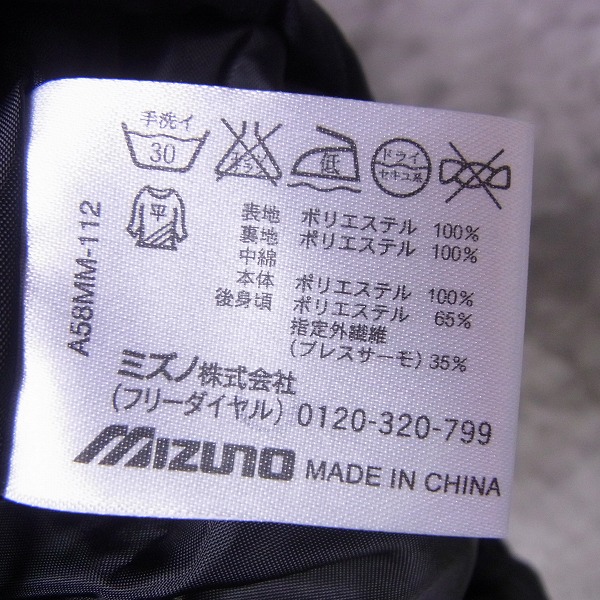 手洗イ
30
低
ドライ
セキユ系
平
A58MM-112
表地 ポリエステル 100%
裏地 ポリエステル 100%
中綿
本体 ポリエステル 100%
後身頃 ポリエステル 65%
指定外繊維
(ブレスサーモ) 35%
ミズノ株式会社
(フリーダイヤル) 0120-320-799
MIZUNO MADE IN CHINA